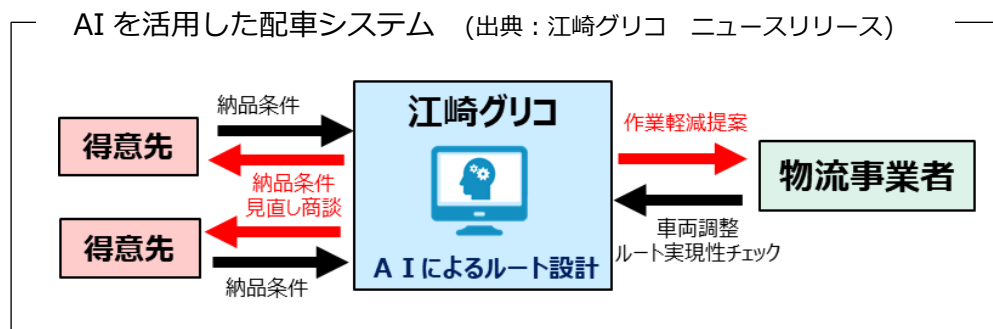 AI を活用した配車システム (出典：江崎グリコ ニュースリリース)
納品条件
得意先
納品条件
見直し商談
得意先
納品条件
江崎グリコ
ＡＩによるルート設計
作業軽減提案
物流事業者
車両調整
ルート実現性チェック